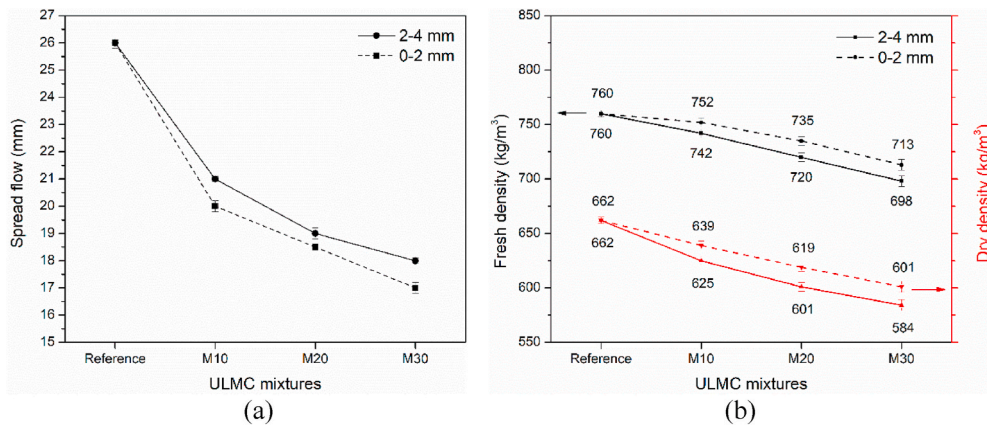 27
26
25
24
23
22
21
20
19
18
17
16
15
Spread flow (mm)
2-4 mm
0-2 mm
Reference M10 M20 M30
ULMC mixtures
(a)
850
800
750
700
650
600
550
Fresh density (kg/m³)
2-4 mm
0-2 mm
760 752 735 713
760 742 720 698
662 639 619 601
662 625 601 584
Dry density (kg/m³)
Reference M10 M20 M30
ULMC mixtures
(b)